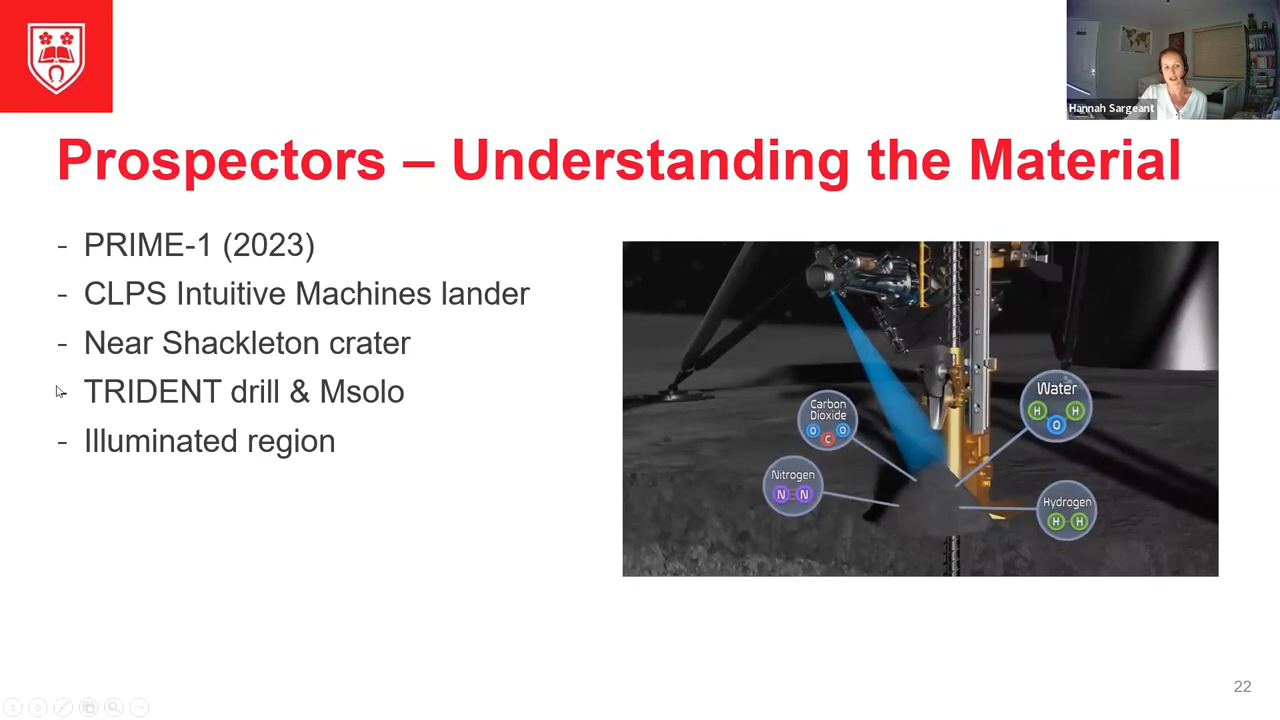 Hannah Sargeant
Prospectors – Understanding the Material
- PRIME-1 (2023)
- CLPS Intuitive Machines lander
- Near Shackleton crater
- TRIDENT drill & Msolo
- Illuminated region
Carbon
Dioxide
O C O
Nitrogen
N N
Water
H H
O
Hydrogen
H H
22